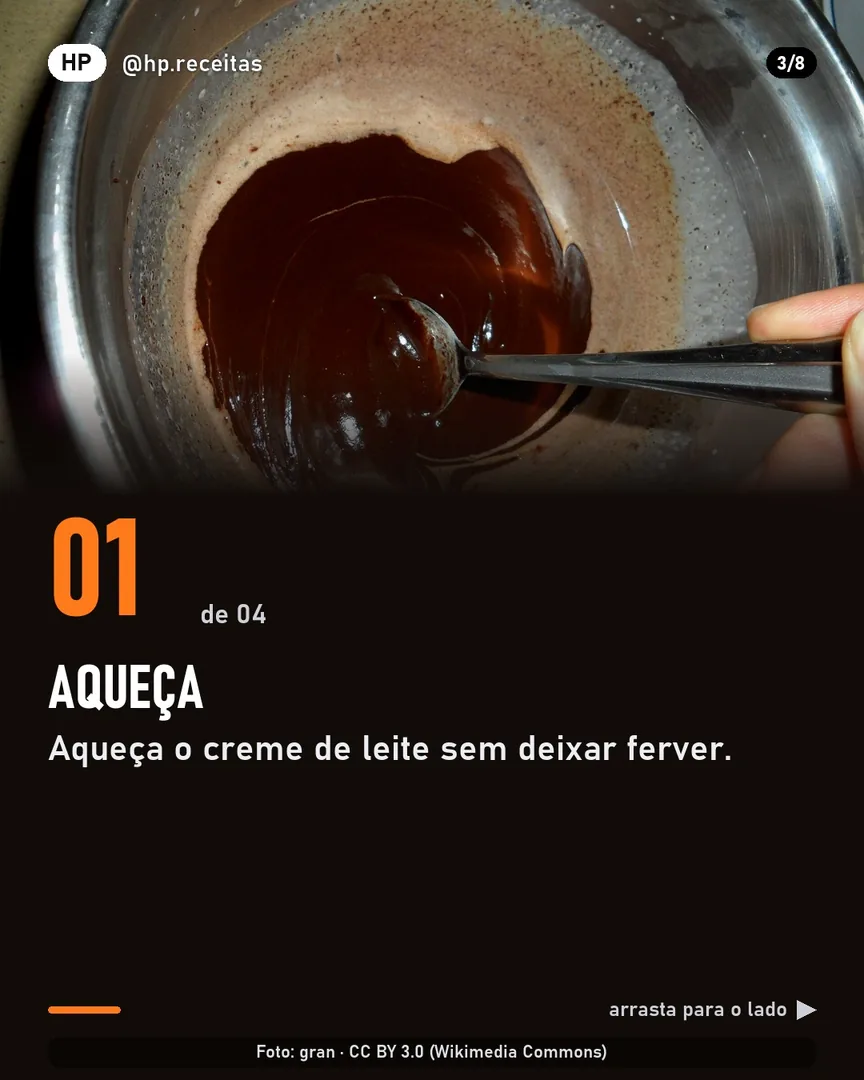 HP @hp.receitas 3/8
01 de 04
AQUEÇA
Aqueça o creme de leite sem deixar ferver.
arrasta para o lado ▶
Foto: gran · CC BY 3.0 (Wikimedia Commons)